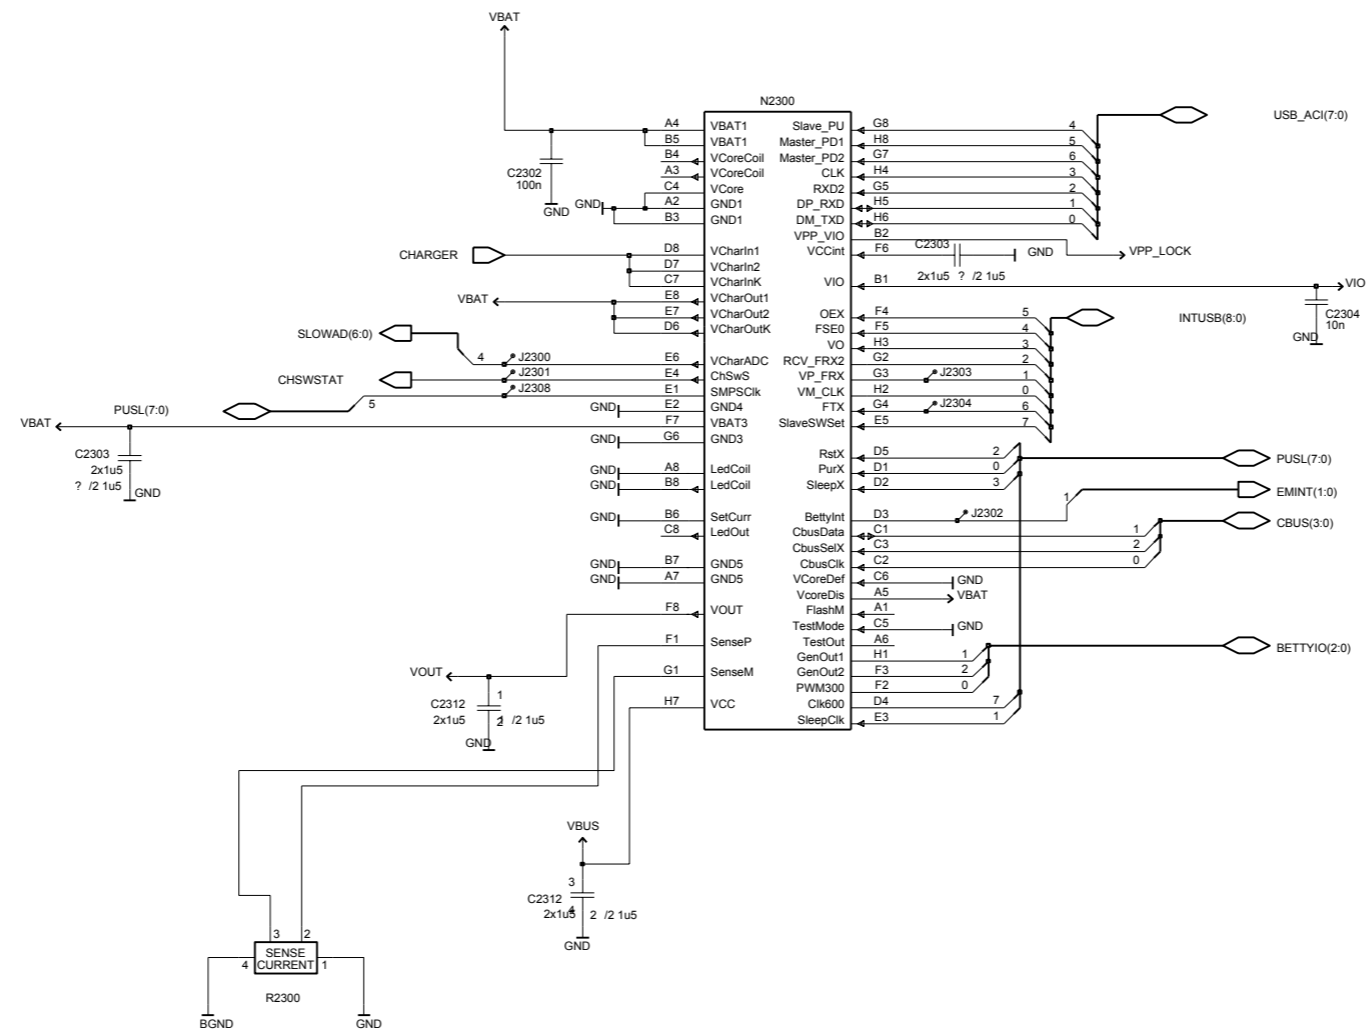 VBAT
N2300
A4 VBAT1 Slave_PU G8 4 USB_ACI(7:0)
B5 VBAT1 Master_PD1 H8 5
B4 VCoreCoil Master_PD2 G7 6
A3 VCoreCoil CLK H4 3
C2302
100n
GND
C4 VCore RXD2 G5 2
GND A2 GND1 DP_RXD H5 1
B3 GND1 DM_TXD H6 0
VPP_VIO B2 VPP_LOCK
CHARGER D8 VCharIn1 VCCint F6 C2303 GND
2x1u5 ? /2 1u5
D7 VCharIn2
C7 VCharInK VIO B1 VIO
VBAT E8 VCharOut1
C2304
10n
GND
E7 VCharOut2 OEX F4 5 INTUSB(8:0)
D6 VCharOutK FSE0 F5 4
SLOWAD(6:0) VO H3 3
4 J2300 E6 VCharADC RCV_FRX2 G2 2
CHSWSTAT J2301 E4 ChSwS VP_FRX G3 J2303 1
J2308 E1 SMPSClk VM_CLK H2 0
PUSL(7:0) 5 GND E2 GND4 FTX G4 J2304 6
VBAT F7 VBAT3 SlaveSWSet E5 7
GND G6 GND3
C2303
2x1u5
? /2 1u5
GND
RstX D5 2 PUSL(7:0)
GND A8 LedCoil PurX D1 0
GND B8 LedCoil SleepX D2 3
EMINT(1:0)
1
GND B6 SetCurr BettyInt D3 J2302
C8 LedOut CbusData C1 1 CBUS(3:0)
CbusSelX C3 2
GND B7 GND5 CbusClk C2 0
GND A7 GND5 VCoreDef C6 GND
VcoreDis A5 VBAT
F8 VOUT FlashM A1
TestMode C5 GND
F1 SenseP TestOut A6
GenOut1 H1 1 BETTYIO(2:0)
VOUT G1 SenseM GenOut2 F3 2
PWM300 F2 0
H7 VCC Clk600 D4 7
SleepClk E3 1
1
C2312
2x1u5 2 /2 1u5
GND
VBUS
3
C2312
2x1u5 4 2 /2 1u5
GND
3 2
4 SENSE 1
CURRENT
R2300
BGND GND